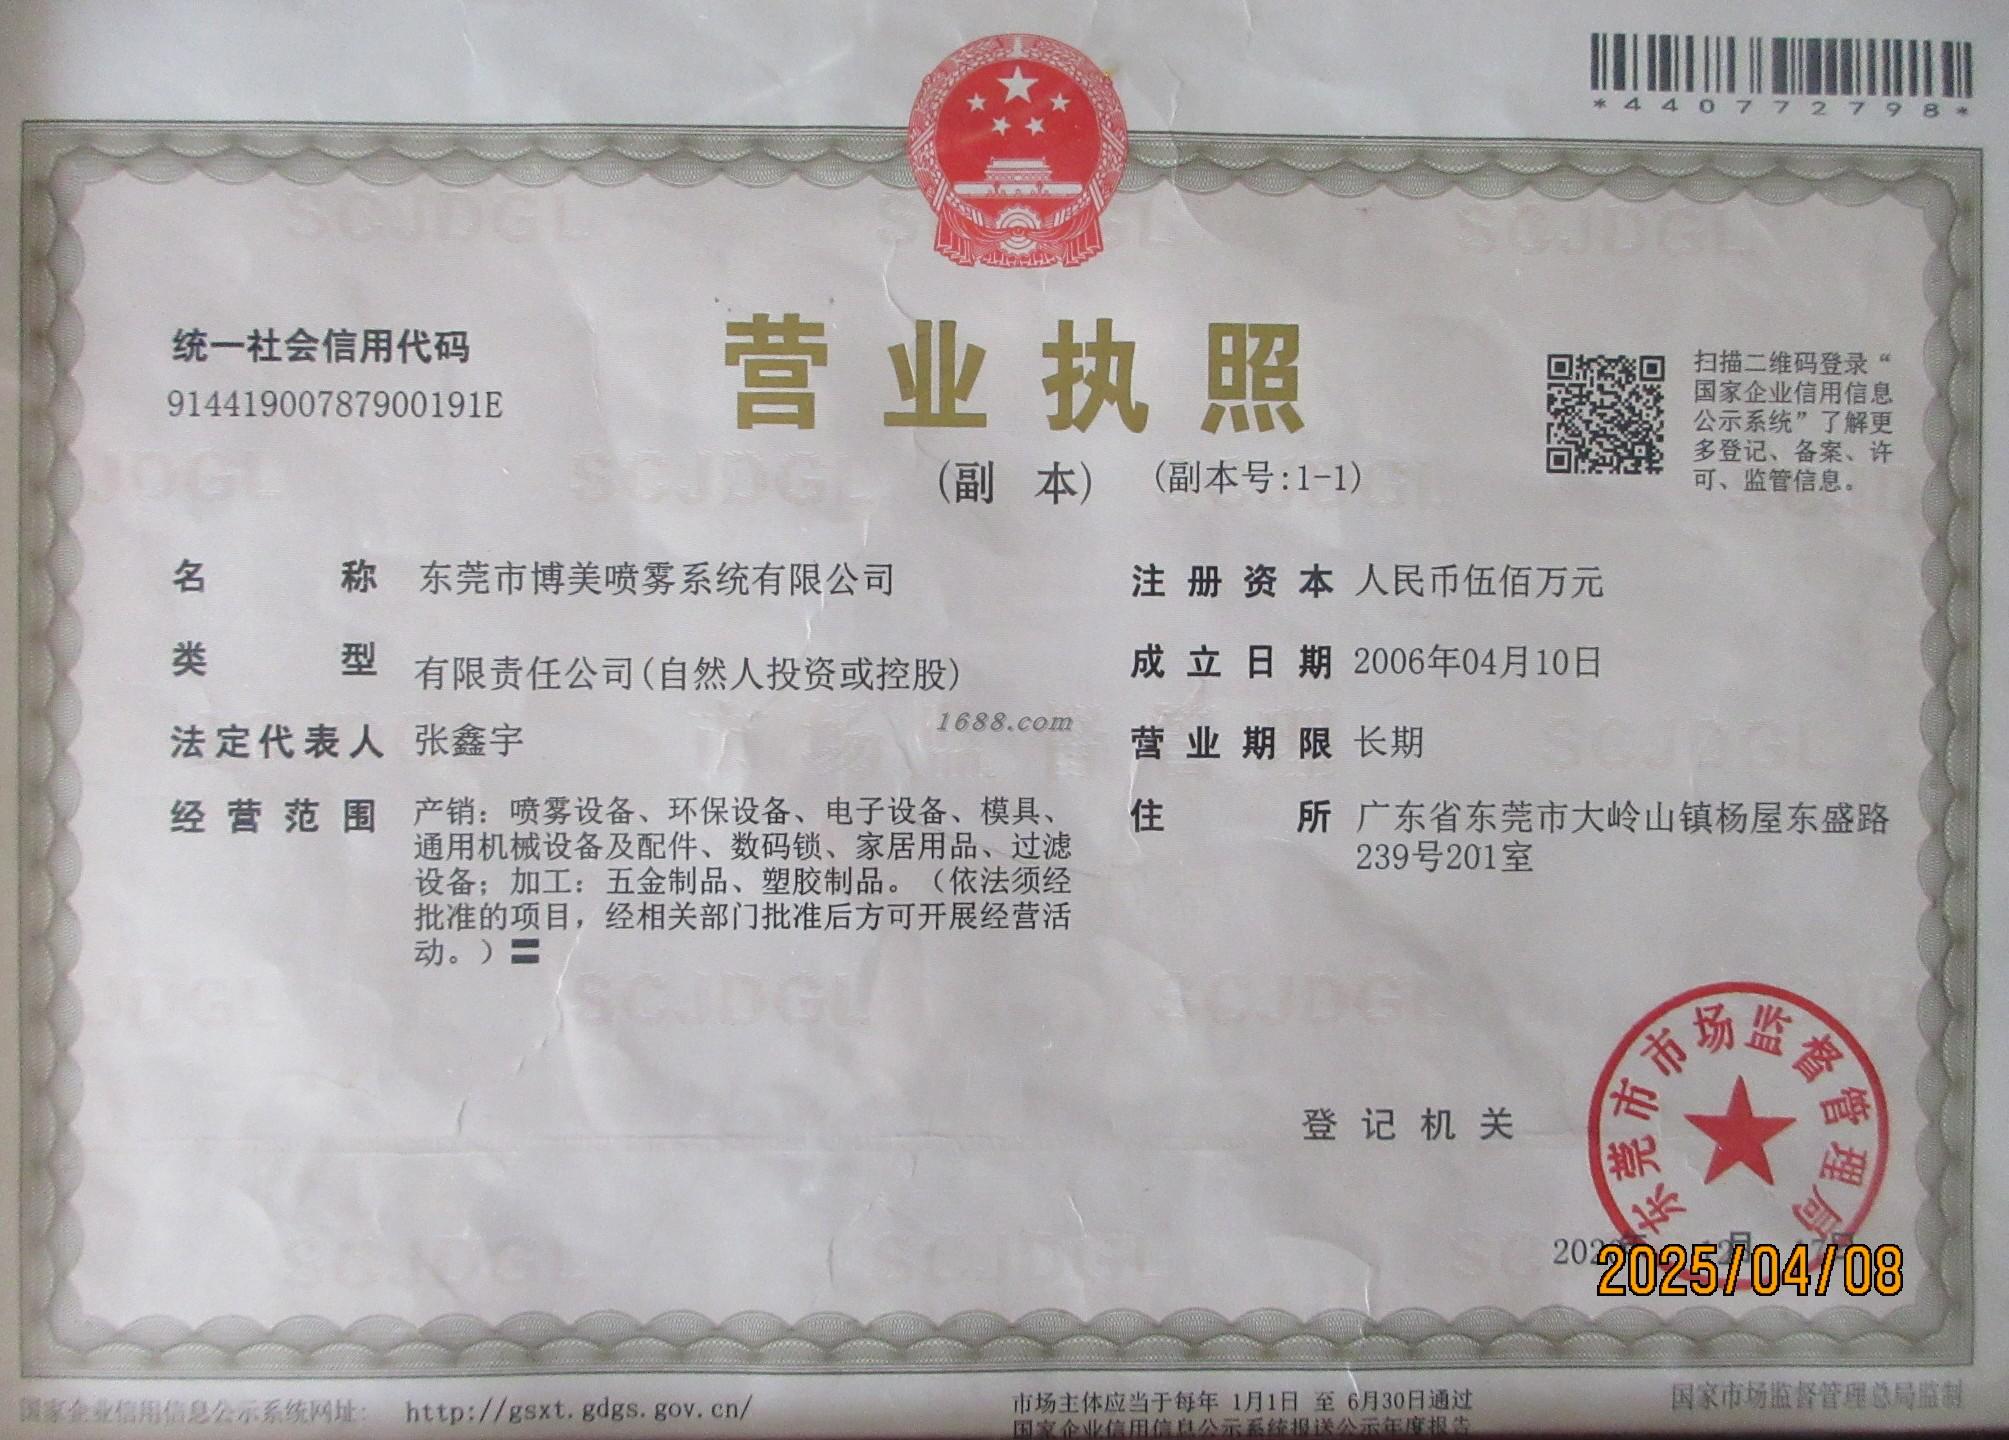 *440772798*
统一社会信用代码
91441900787900191E
营业执照
(副 本) (副本号:1-1)
扫描二维码登录“
国家企业信用信息
公示系统”了解更
多登记、备案、许
可、监管信息。
名 称 东莞市博美喷雾系统有限公司
类 型 有限责任公司(自然人投资或控股)
法定代表人 张鑫宇
经营范围 产销：喷雾设备、环保设备、电子设备、模具、
通用机械设备及配件、数码锁、家居用品、过滤
设备；加工：五金制品、塑胶制品。（依法须经
批准的项目，经相关部门批准后方可开展经营活
动。）〓
注册资本 人民币伍佰万元
成立日期 2006年04月10日
营业期限 长期
住 所 广东省东莞市大岭山镇杨屋东盛路
239号201室
1688.com
登记机关
东莞市市场监督管理局
2025/04/08
国家企业信用信息公示系统网址： http://gsxt.gdgs.gov.cn/
市场主体应当于每年 1月1日 至 6月30日通过
国家企业信用信息公示系统报送公示年度报告
国家市场监督管理总局监制